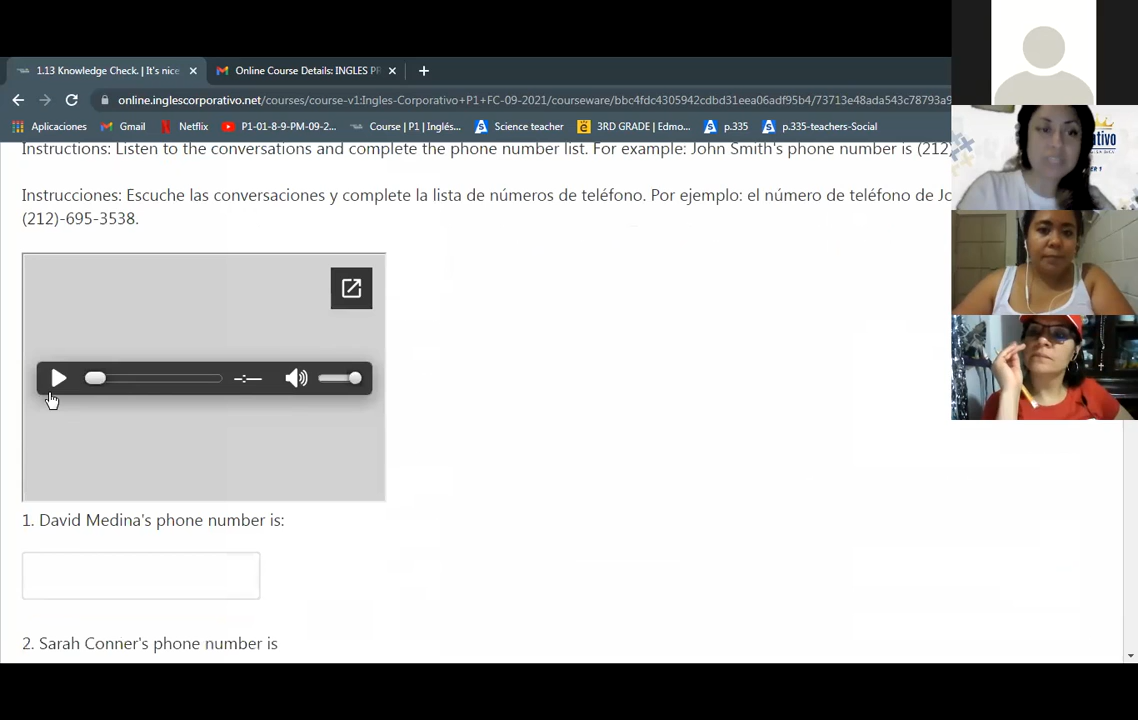 1.13 Knowledge Check. | It's nice
Online Course Details: INGLES PR
online.inglescorporativo.net/courses/course-v1:Ingles-Corporativo+P1+FC-09-2021/courseware/bbc4fdc4305942cdbd31eea06adf95b4/73713e48ada543c78793a9
Aplicaciones
Gmail
Netflix
P1-01-8-9-PM-09-2...
Course | P1 | Inglés...
Science teacher
3RD GRADE | Edmo...
p.335
p.335-teachers-Social
Instructions: Listen to the conversations and complete the phone number list. For example: John Smith's phone number is (212)
Instrucciones: Escuche las conversaciones y complete la lista de números de teléfono. Por ejemplo: el número de teléfono de Jo
(212)-695-3538.
-:--
1. David Medina's phone number is:
2. Sarah Conner's phone number is